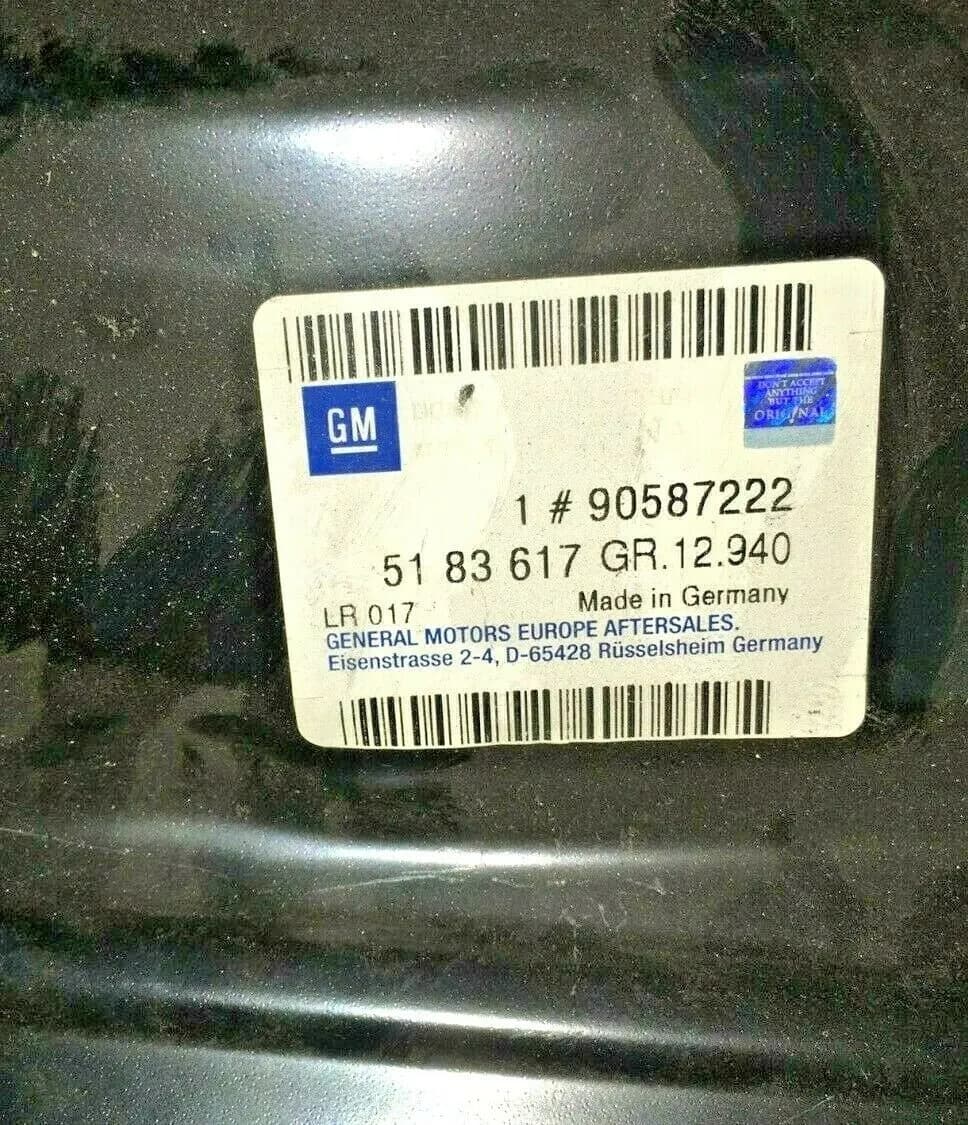 GM
DON'T ACCEPT
ANYTHING
BUT THE
ORIGINAL
1 # 90587222
51 83 617 GR.12.940
LR 017
Made in Germany
GENERAL MOTORS EUROPE AFTERSALES.
Eisenstrasse 2-4, D-65428 Rüsselsheim Germany